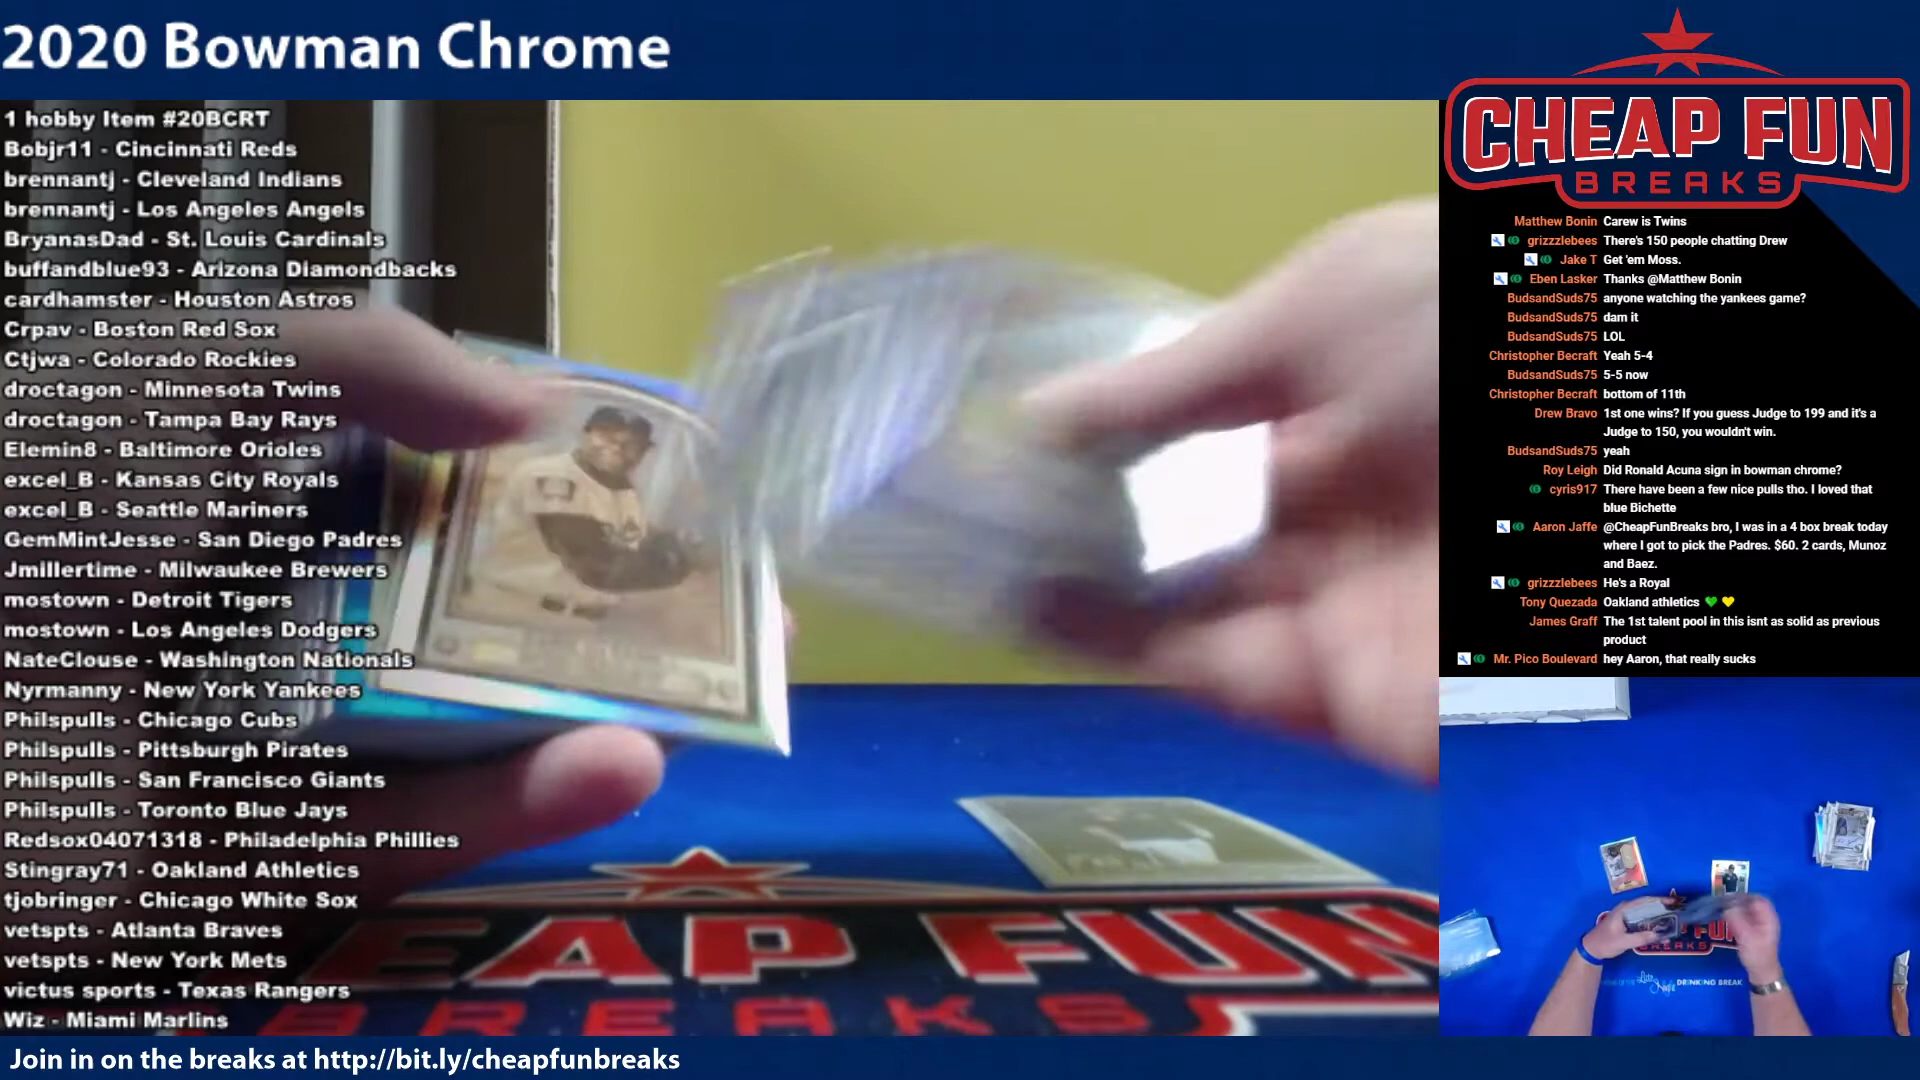 2020 Bowman Chrome
1 hobby Item #20BCRT
Bobjr11 - Cincinnati Reds
brennantj - Cleveland Indians
brennantj - Los Angeles Angels
BryanasDad - St. Louis Cardinals
buffandblue93 - Arizona Diamondbacks
cardhamster - Houston Astros
Crpav - Boston Red Sox
Ctjwa - Colorado Rockies
droctagon - Minnesota Twins
droctagon - Tampa Bay Rays
Elemin8 - Baltimore Orioles
excel_B - Kansas City Royals
excel_B - Seattle Mariners
GemMintJesse - San Diego Padres
Jmillertime - Milwaukee Brewers
mostown - Detroit Tigers
mostown - Los Angeles Dodgers
NateClouse - Washington Nationals
Nyrmanny - New York Yankees
Philspulls - Chicago Cubs
Philspulls - Pittsburgh Pirates
Philspulls - San Francisco Giants
Philspulls - Toronto Blue Jays
Redsox04071318 - Philadelphia Phillies
Stingray71 - Oakland Athletics
tjobringer - Chicago White Sox
vetspts - Atlanta Braves
vetspts - New York Mets
victus sports - Texas Rangers
Wiz - Miami Marlins
EAP FUN
BREAKS
Join in on the breaks at http://bit.ly/cheapfunbreaks
CHEAP FUN
BREAKS
Matthew Bonin Carew is Twins
grizzzlebees There's 150 people chatting Drew
Jake T Get 'em Moss.
Eben Lasker Thanks @Matthew Bonin
BudsandSuds75 anyone watching the yankees game?
BudsandSuds75 dam it
BudsandSuds75 LOL
Christopher Becraft Yeah 5-4
BudsandSuds75 5-5 now
Christopher Becraft bottom of 11th
Drew Bravo 1st one wins? If you guess Judge to 199 and it's a
Judge to 150, you wouldn't win.
BudsandSuds75 yeah
Roy Leigh Did Ronald Acuna sign in bowman chrome?
cyris917 There have been a few nice pulls tho. I loved that
blue Bichette
Aaron Jaffe @CheapFunBreaks bro, I was in a 4 box break today
where I got to pick the Padres. $60. 2 cards, Munoz
and Baez.
grizzzlebees He's a Royal
Tony Quezada Oakland athletics 💚 💛
James Graff The 1st talent pool in this isnt as solid as previous
product
Mr. Pico Boulevard hey Aaron, that really sucks
FUN
BREAKS
Late Night DRINKING BREAK